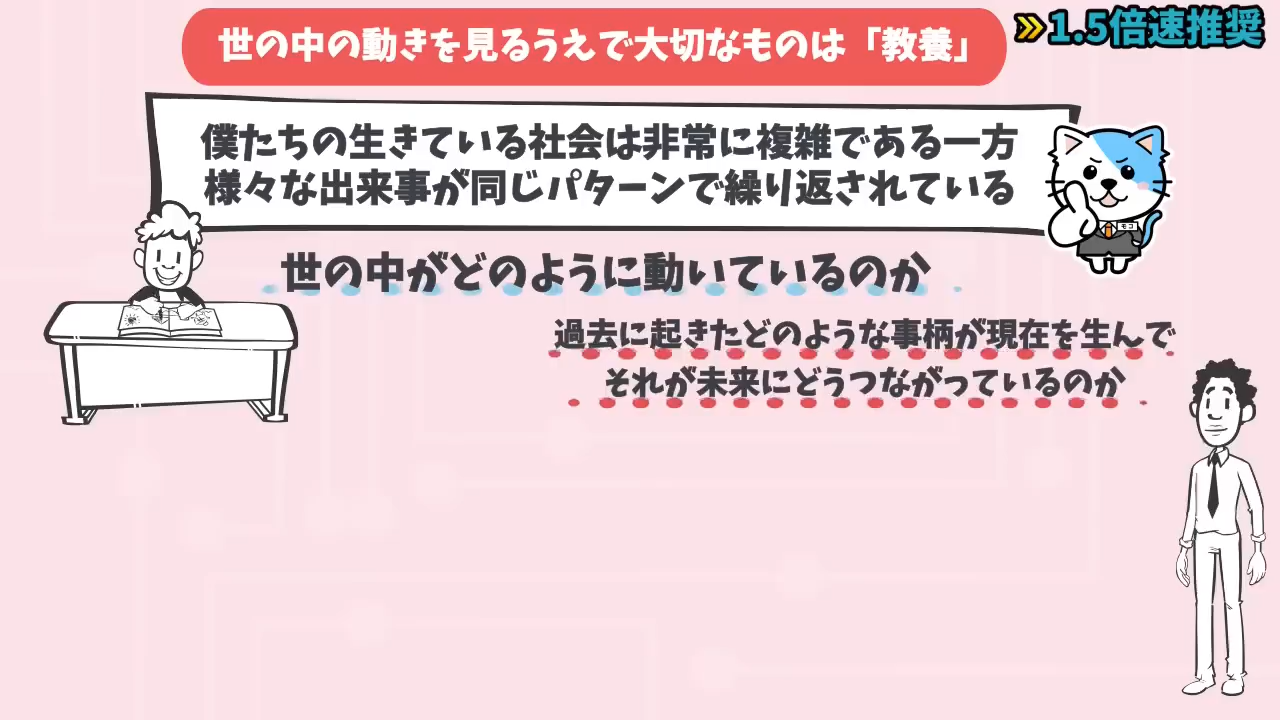 世の中の動きを見るうえで大切なものは「教養」
1.5倍速推奨
僕たちの生きている社会は非常に複雑である一方
様々な出来事が同じパターンで繰り返されている
モコ
世の中がどのように動いているのか
過去に起きたどのような事柄が現在を生んで
それが未来にどうつながっているのか